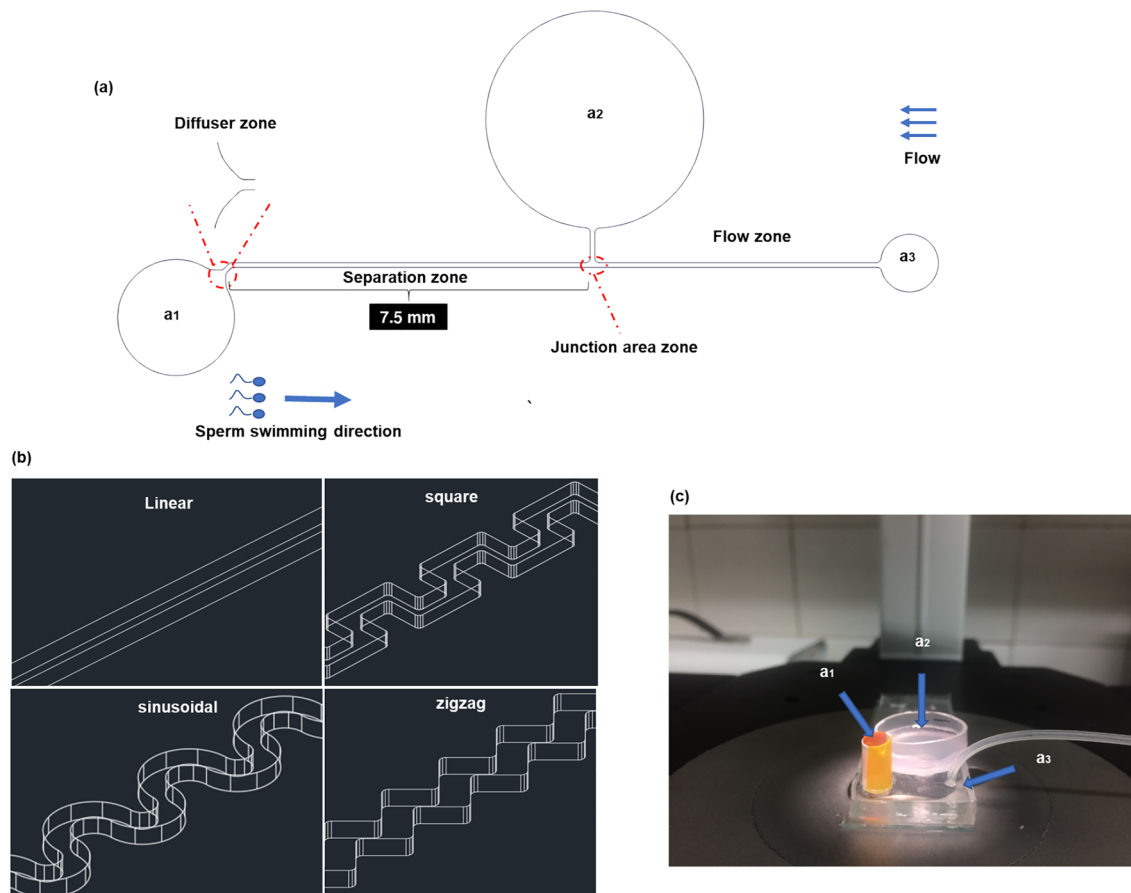 (a)
Diffuser zone
a2
Flow
Flow zone
a3
Separation zone
7.5 mm
a1
Junction area zone
Sperm swimming direction
`
(b)
Linear
square
sinusoidal
zigzag
(c)
a2
a1
a3